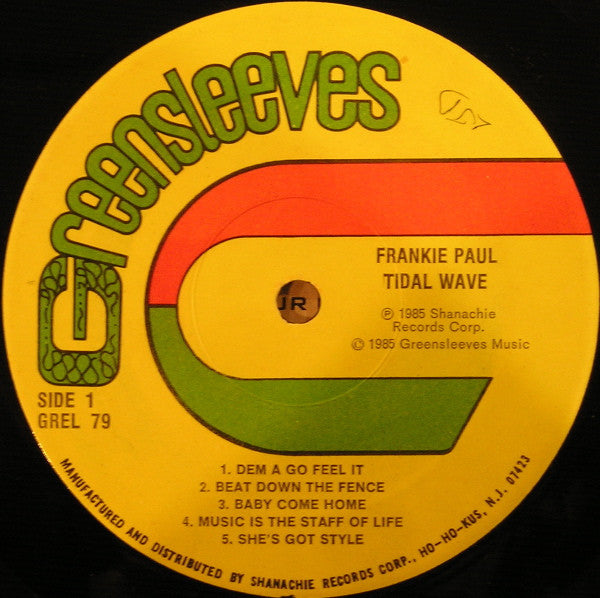 Greensleeves
FRANKIE PAUL
TIDAL WAVE
℗ 1985 Shanachie
Records Corp.
© 1985 Greensleeves Music
JR
SIDE 1
GREL 79
1. DEM A GO FEEL IT
2. BEAT DOWN THE FENCE
3. BABY COME HOME
4. MUSIC IS THE STAFF OF LIFE
5. SHE'S GOT STYLE
MANUFACTURED AND DISTRIBUTED BY SHANACHIE RECORDS CORP., HO-HO-KUS, N.J. 07423